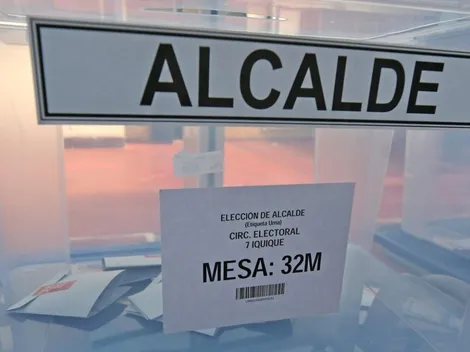 ALCALDE
ELECCIÓN DE ALCALDE
(Etiqueta Urna)
CIRC. ELECTORAL
7 IQUIQUE
MESA: 32M